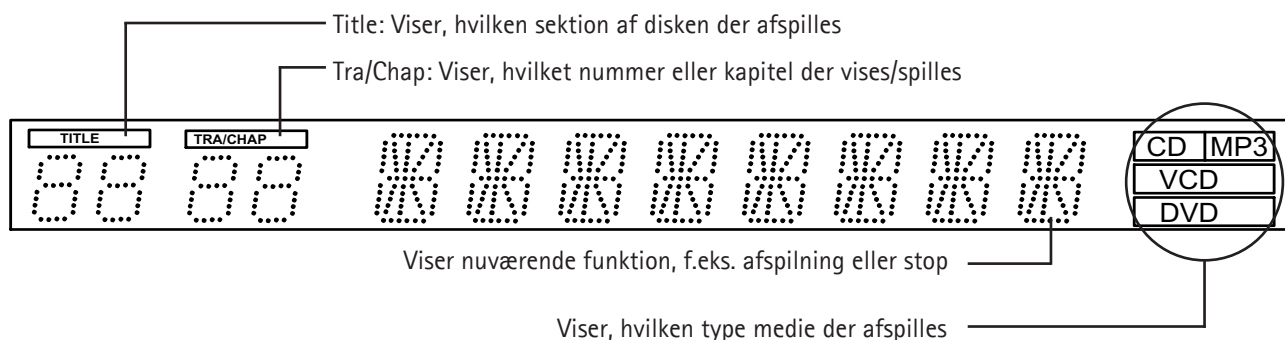 Title: Viser, hvilken sektion af disken der afspilles
Tra/Chap: Viser, hvilket nummer eller kapitel der vises/spilles
TITLE
TRA/CHAP
CD MP3
VCD
DVD
Viser nuværende funktion, f.eks. afspilning eller stop
Viser, hvilken type medie der afspilles